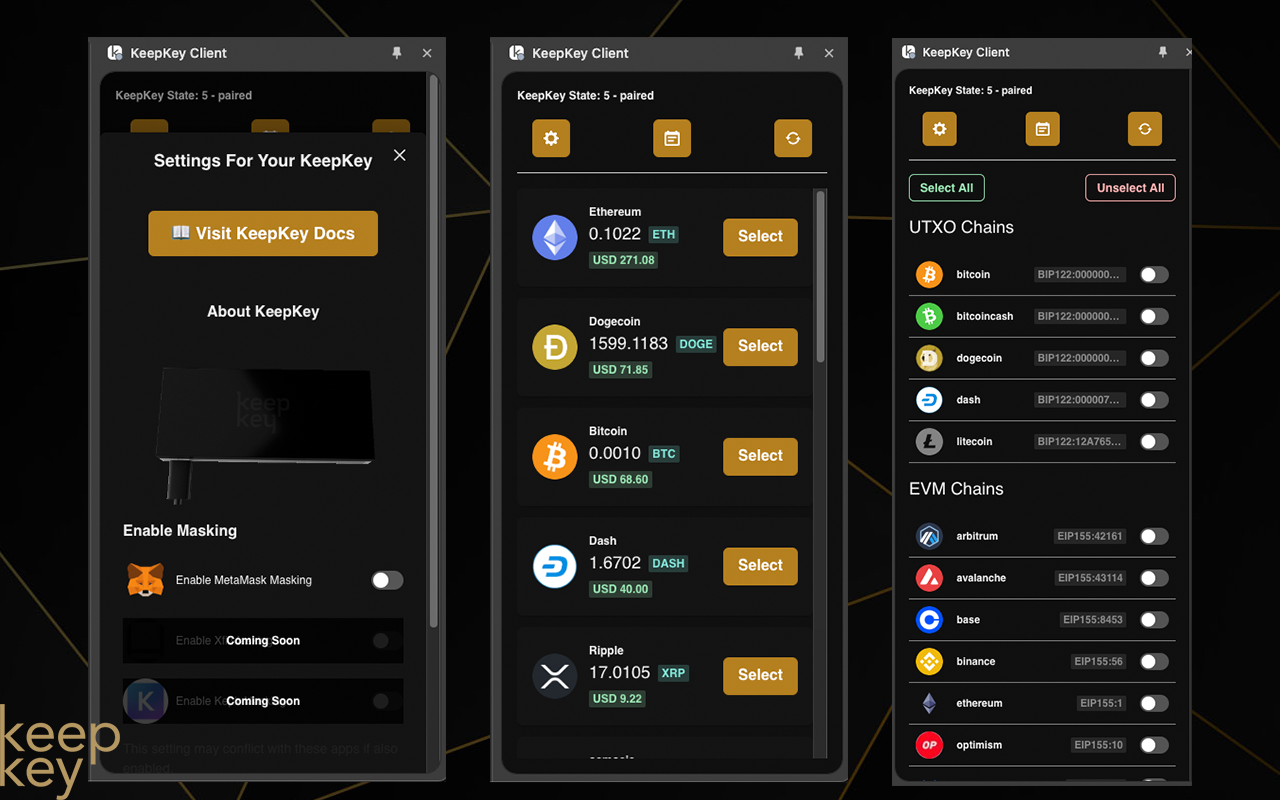 KeepKey Client
KeepKey State: 5 - paired
Settings For Your KeepKey
📖 Visit KeepKey Docs
About KeepKey
keep
key
Enable Masking
Enable MetaMask Masking
Coming Soon
Enable
Coming Soon
Enable
K
This setting may conflict with these apps if also
enabled.
keep
key
KeepKey Client
KeepKey State: 5 - paired
Ethereum
0.1022 ETH
USD 271.08
Select
Dogecoin
1599.1183 DOGE
USD 71.85
Select
Bitcoin
0.0010 BTC
USD 68.60
Select
Dash
1.6702 DASH
USD 40.00
Select
Ripple
17.0105 XRP
USD 9.22
Select
KeepKey Client
KeepKey State: 5 - paired
Select All
Unselect All
UTXO Chains
bitcoin BIP122:000000...
bitcoincash BIP122:000000...
dogecoin BIP122:000000...
dash BIP122:000007...
litecoin BIP122:12A765...
EVM Chains
arbitrum EIP155:42161
avalanche EIP155:43114
base EIP155:8453
binance EIP155:56
ethereum EIP155:1
OP optimism EIP155:10